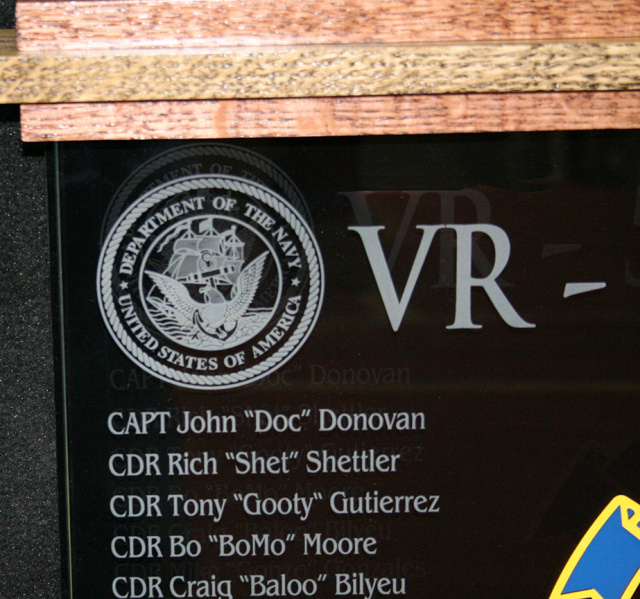 DEPARTMENT OF THE NAVY
UNITED STATES OF AMERICA
VR -
CAPT John "Doc" Donovan
CDR Rich "Shet" Shettler
CDR Tony "Gooty" Gutierrez
CDR Bo "BoMo" Moore
CDR Craig "Baloo" Bilyeu